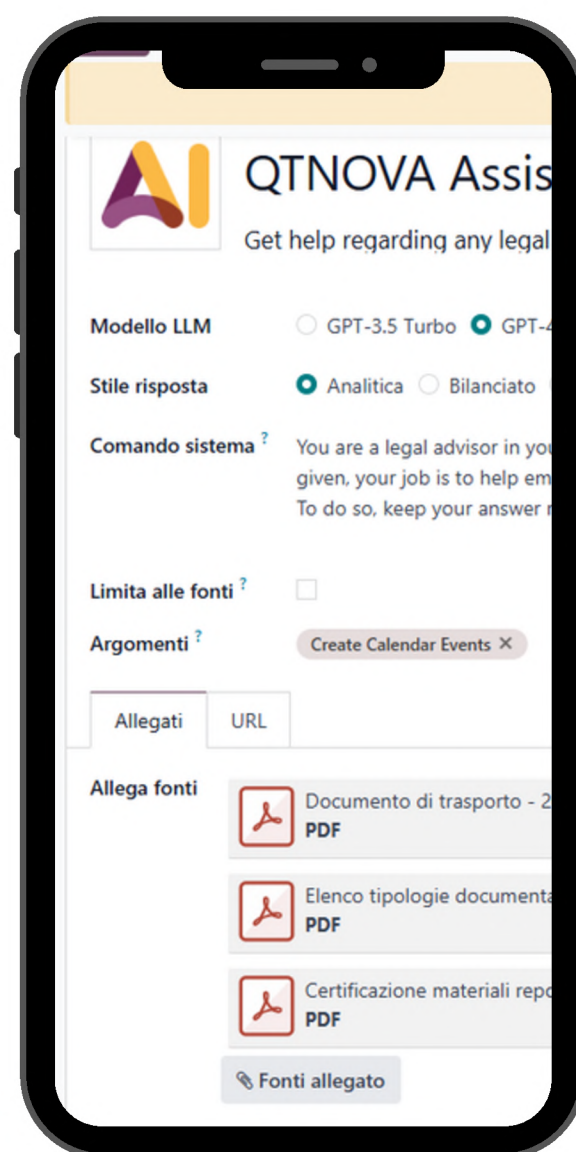 AI
QTNOVA Assis
Get help regarding any legal
Modello LLM GPT-3.5 Turbo GPT-4
Stile risposta Analitica Bilanciato
Comando sistema ? You are a legal advisor in you
given, your job is to help em
To do so, keep your answer r
Limita alle fonti ?
Argomenti ? Create Calendar Events ×
Allegati URL
Allega fonti
Documento di trasporto - 2
PDF
Elenco tipologie documenta
PDF
Certificazione materiali repo
PDF
Fonti allegato